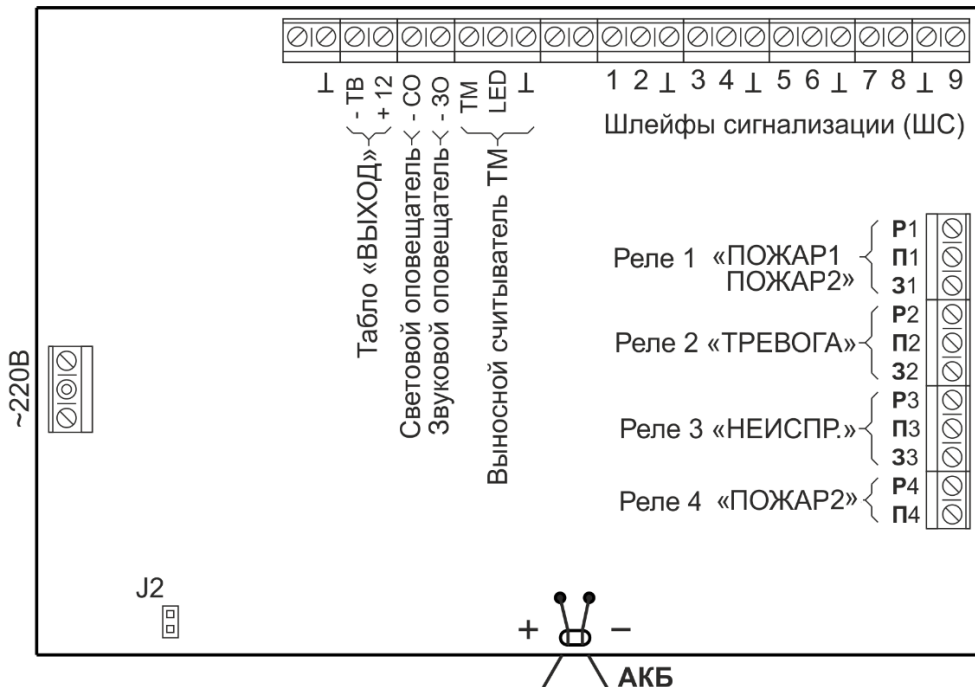 ⊥ - ТВ + 12 - СО - ЗО ТМ LED ⊥ 1 2 ⊥ 3 4 ⊥ 5 6 ⊥ 7 8 ⊥ 9
Шлейфы сигнализации (ШС)
Табло «ВЫХОД»
Световой оповещатель
Звуковой оповещатель
Выносной считыватель ТМ
Реле 1 «ПОЖАР1
ПОЖАР2»
Р1
П1
З1
Реле 2 «ТРЕВОГА»
Р2
П2
З2
Реле 3 «НЕИСПР.»
Р3
П3
З3
Реле 4 «ПОЖАР2»
Р4
П4
~220В
J2
+ −
АКБ